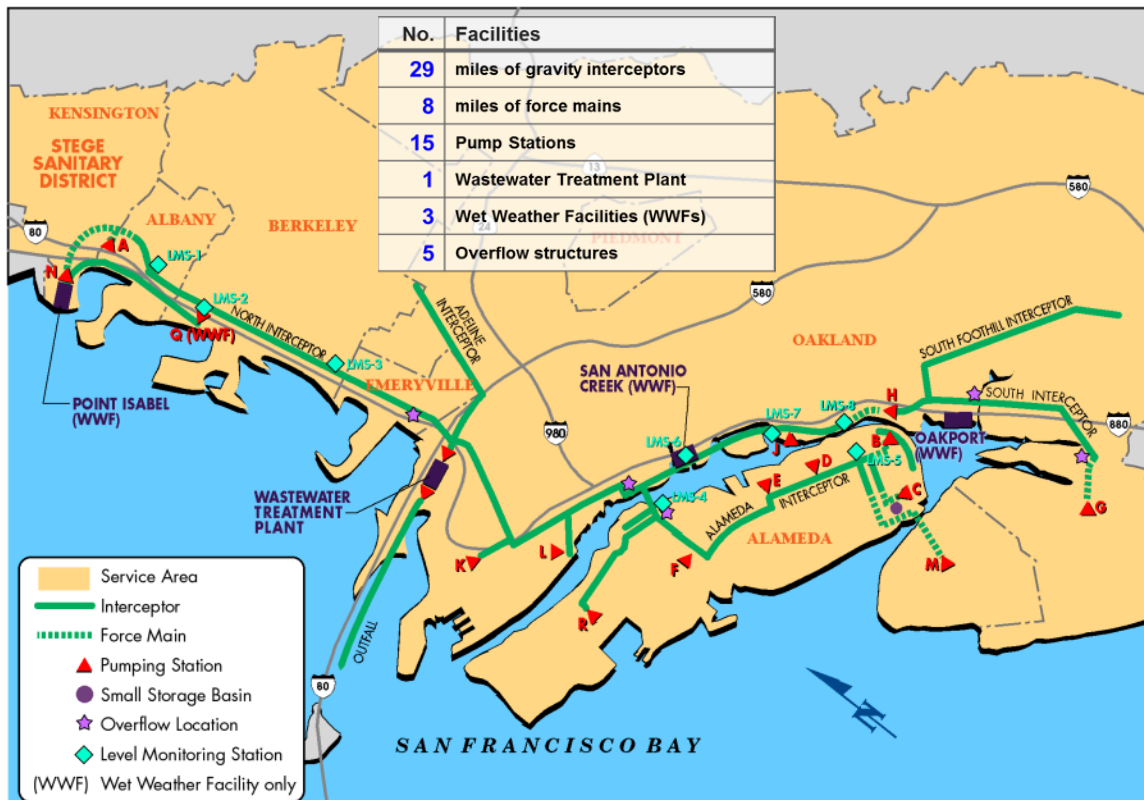 No. Facilities
29 miles of gravity interceptors
8 miles of force mains
15 Pump Stations
1 Wastewater Treatment Plant
3 Wet Weather Facilities (WWFs)
5 Overflow structures
KENSINGTON
STEGE
SANITARY
DISTRICT
ALBANY
BERKELEY
PIEDMONT
13
24
580
80
A
LMS-1
N
LMS-2
Q (WWF)
NORTH INTERCEPTOR
LMS-3
ADELINE
INTERCEPTOR
580
EMERYVILLE
OAKLAND
SOUTH FOOTHILL INTERCEPTOR
POINT ISABEL
(WWF)
SAN ANTONIO
CREEK (WWF)
980
LMS-6
LMS-7
LMS-8
H
SOUTH INTERCEPTOR
880
J
B
OAKPORT
(WWF)
LMS-5
D
E
C
G
WASTEWATER
TREATMENT
PLANT
LMS-4
ALAMEDA
INTERCEPTOR
ALAMEDA
K
L
F
M
R
OUTFALL
80
N
SAN FRANCISCO BAY
Service Area
Interceptor
Force Main
Pumping Station
Small Storage Basin
Overflow Location
Level Monitoring Station
(WWF) Wet Weather Facility only